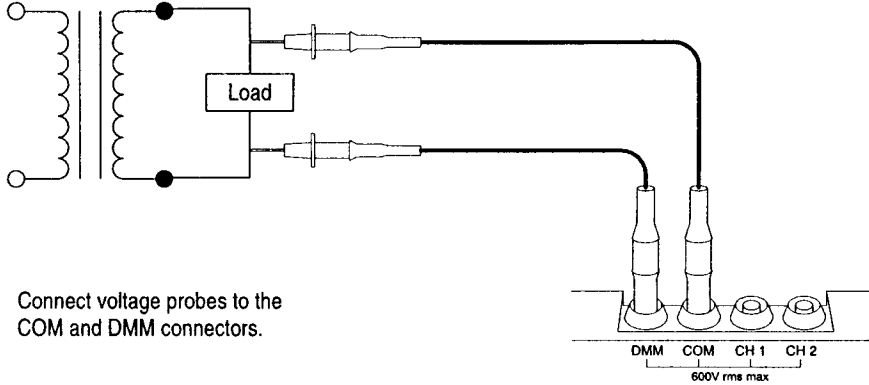 Load
Connect voltage probes to the
COM and DMM connectors.
DMM COM CH 1 CH 2
600V rms max